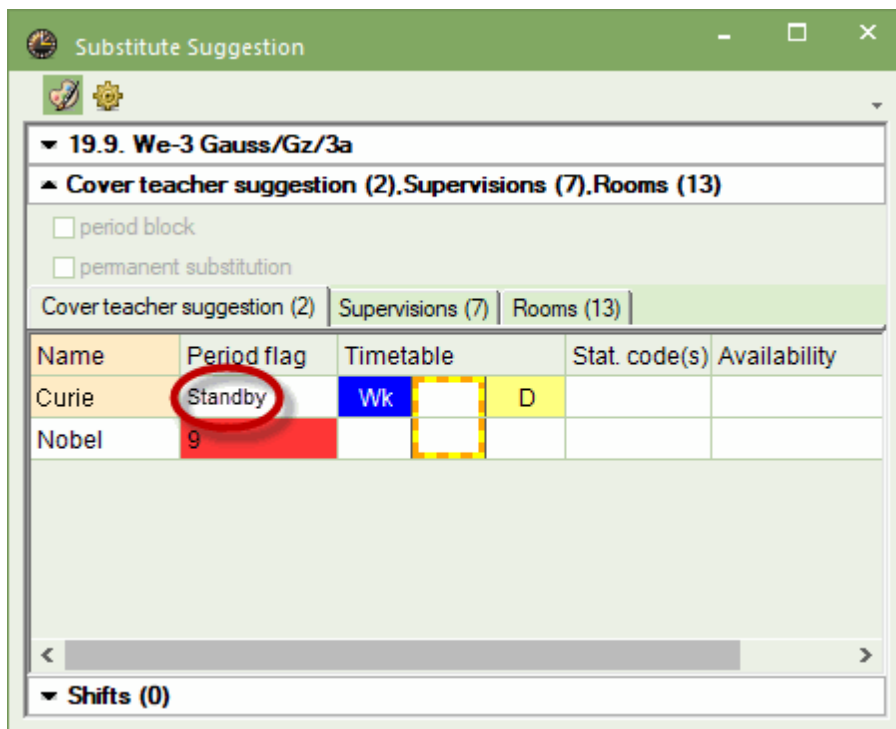 Substitute Suggestion
19.9. We-3 Gauss/Gz/3a
Cover teacher suggestion (2),Supervisions (7),Rooms (13)
period block
permanent substitution
Cover teacher suggestion (2) Supervisions (7) Rooms (13)
Name Period flag Timetable Stat. code(s) Availability
Curie Standby Wk D
Nobel 9
Shifts (0)